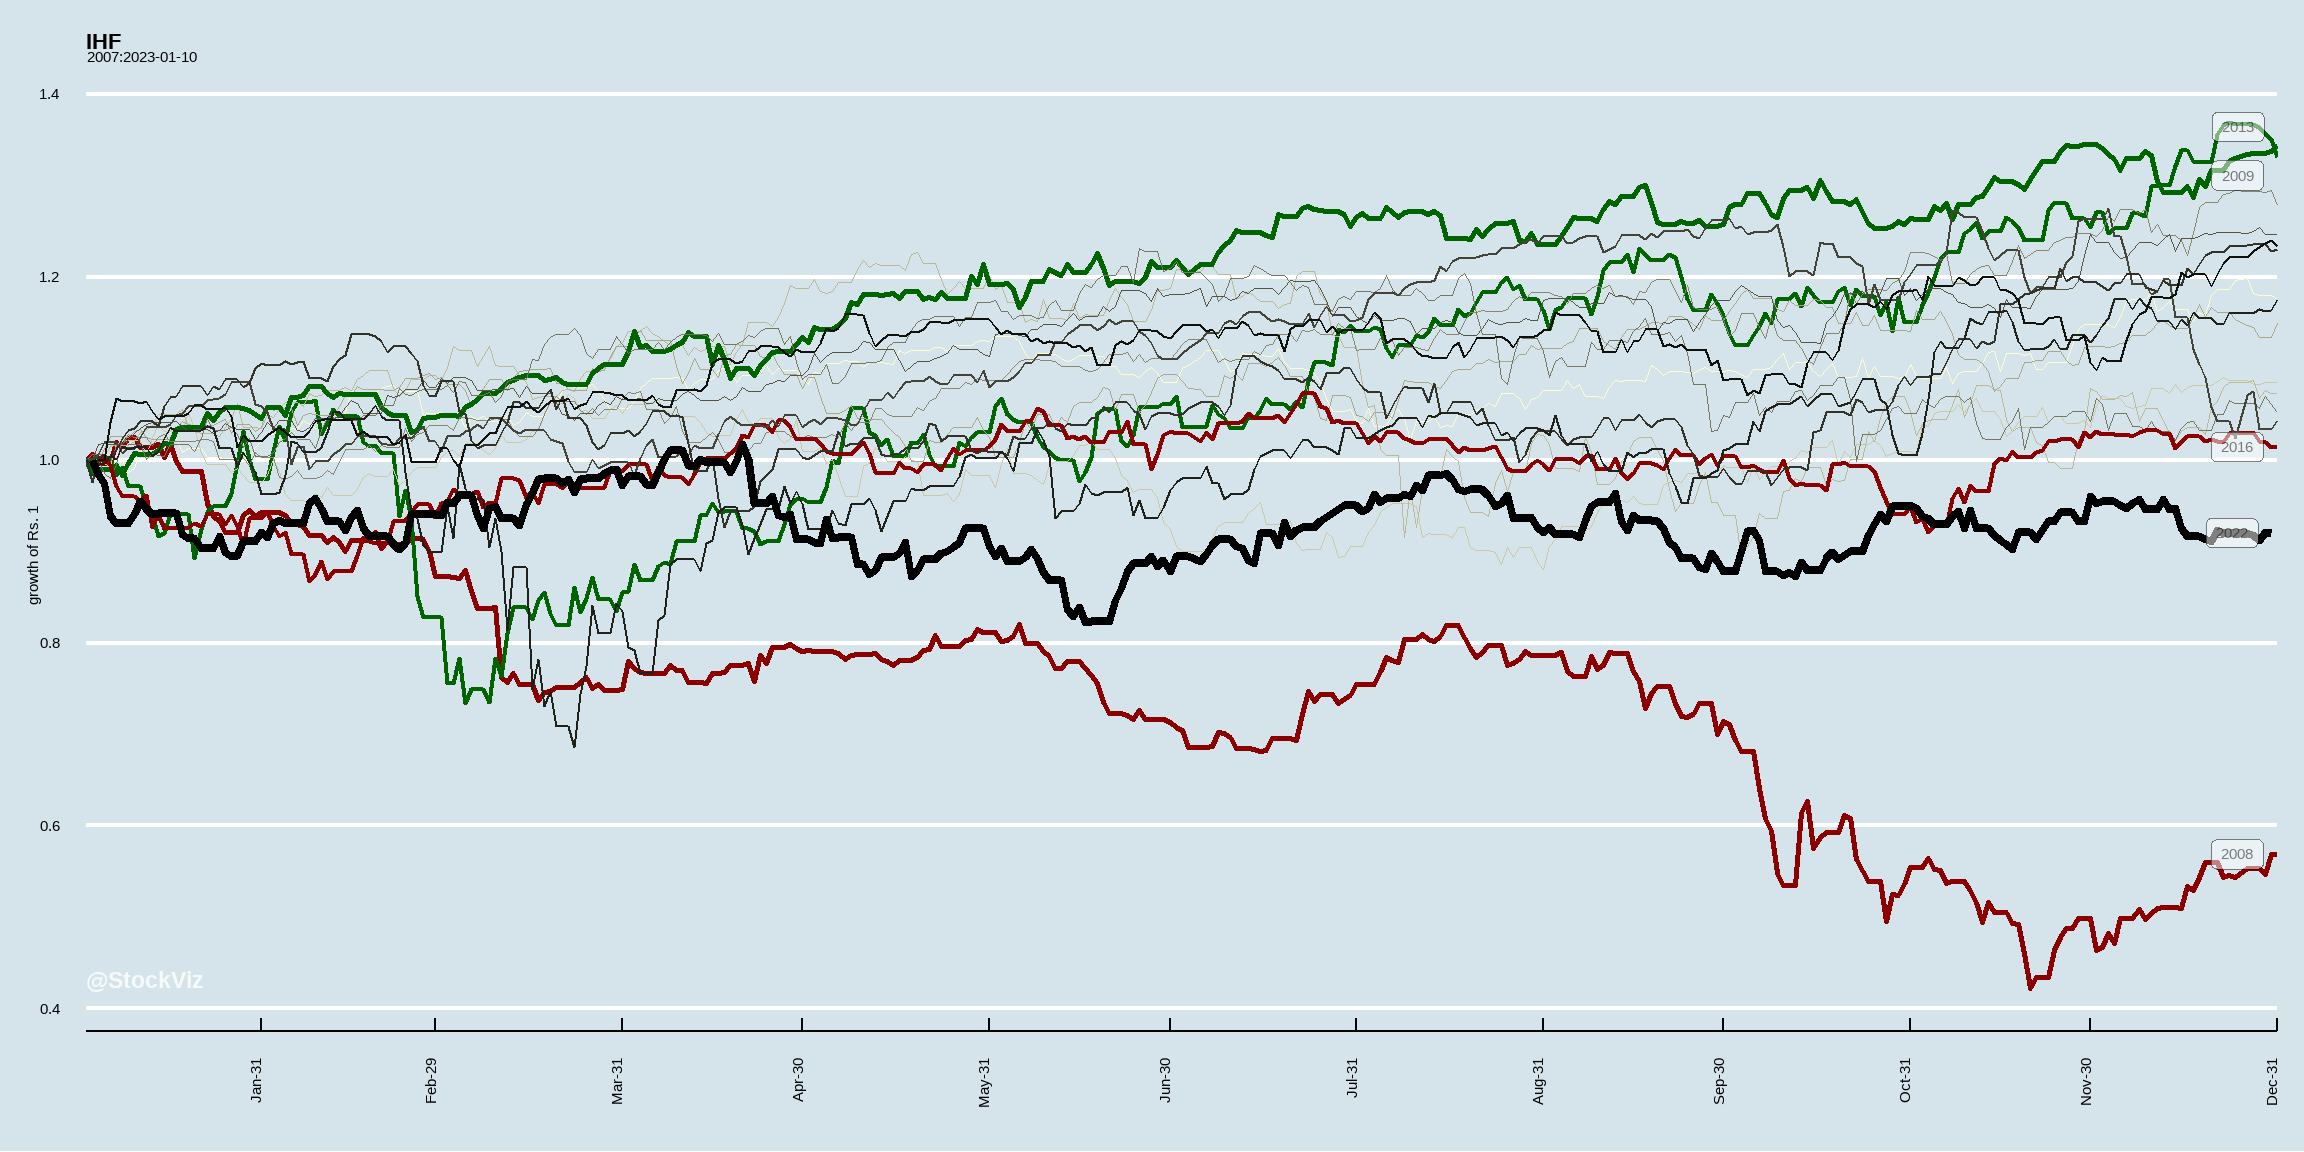 IHF
2007:2023-01-10
1.4
1.2
1.0
0.8
0.6
0.4
growth of Rs. 1
2013
2009
2016
2022
2008
@StockViz
Jan-31
Feb-29
Mar-31
Apr-30
May-31
Jun-30
Jul-31
Aug-31
Sep-30
Oct-31
Nov-30
Dec-31